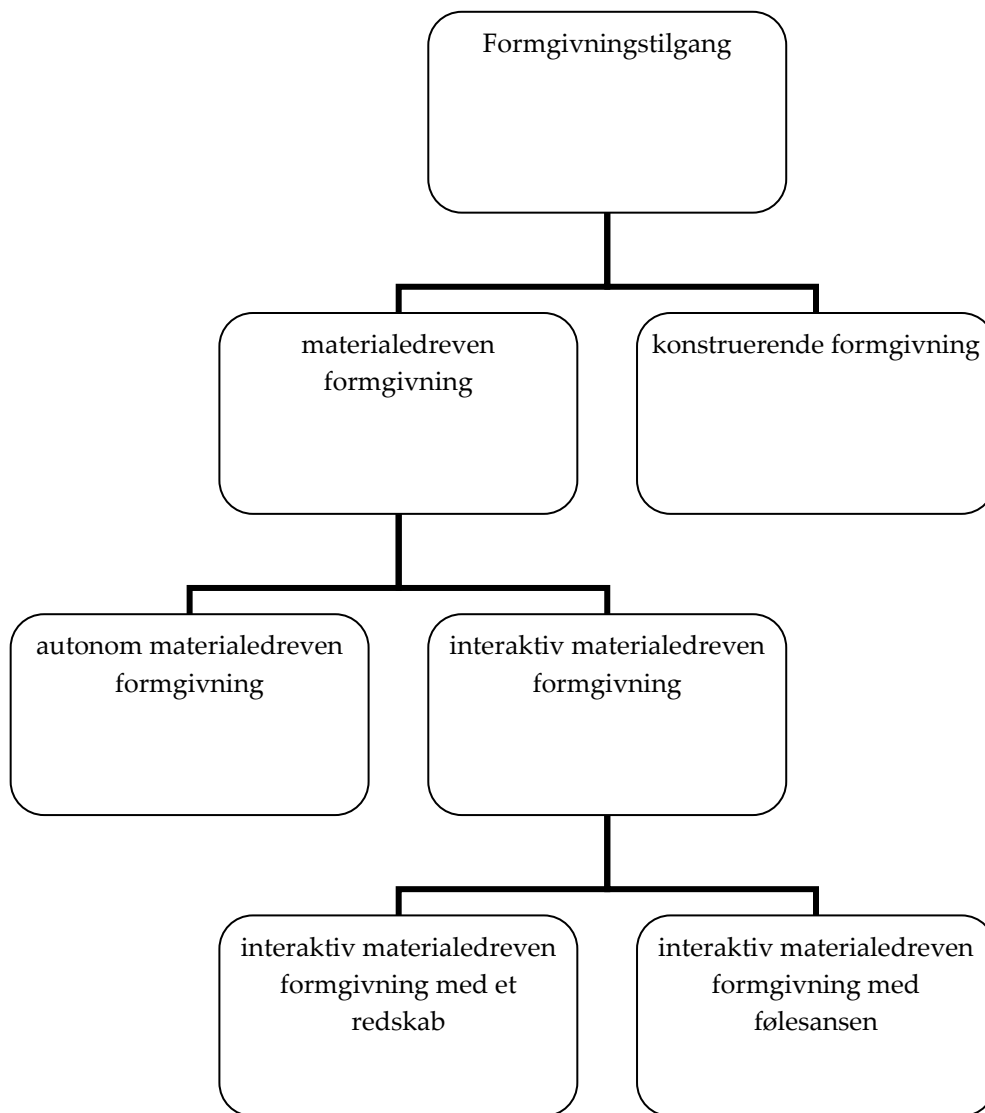 Formgivningstilgang
materialedreven
formgivning
konstruerende formgivning
autonom materialedreven
formgivning
interaktiv materialedreven
formgivning
interaktiv materialedreven
formgivning med et
redskab
interaktiv materialedreven
formgivning med
følesansen